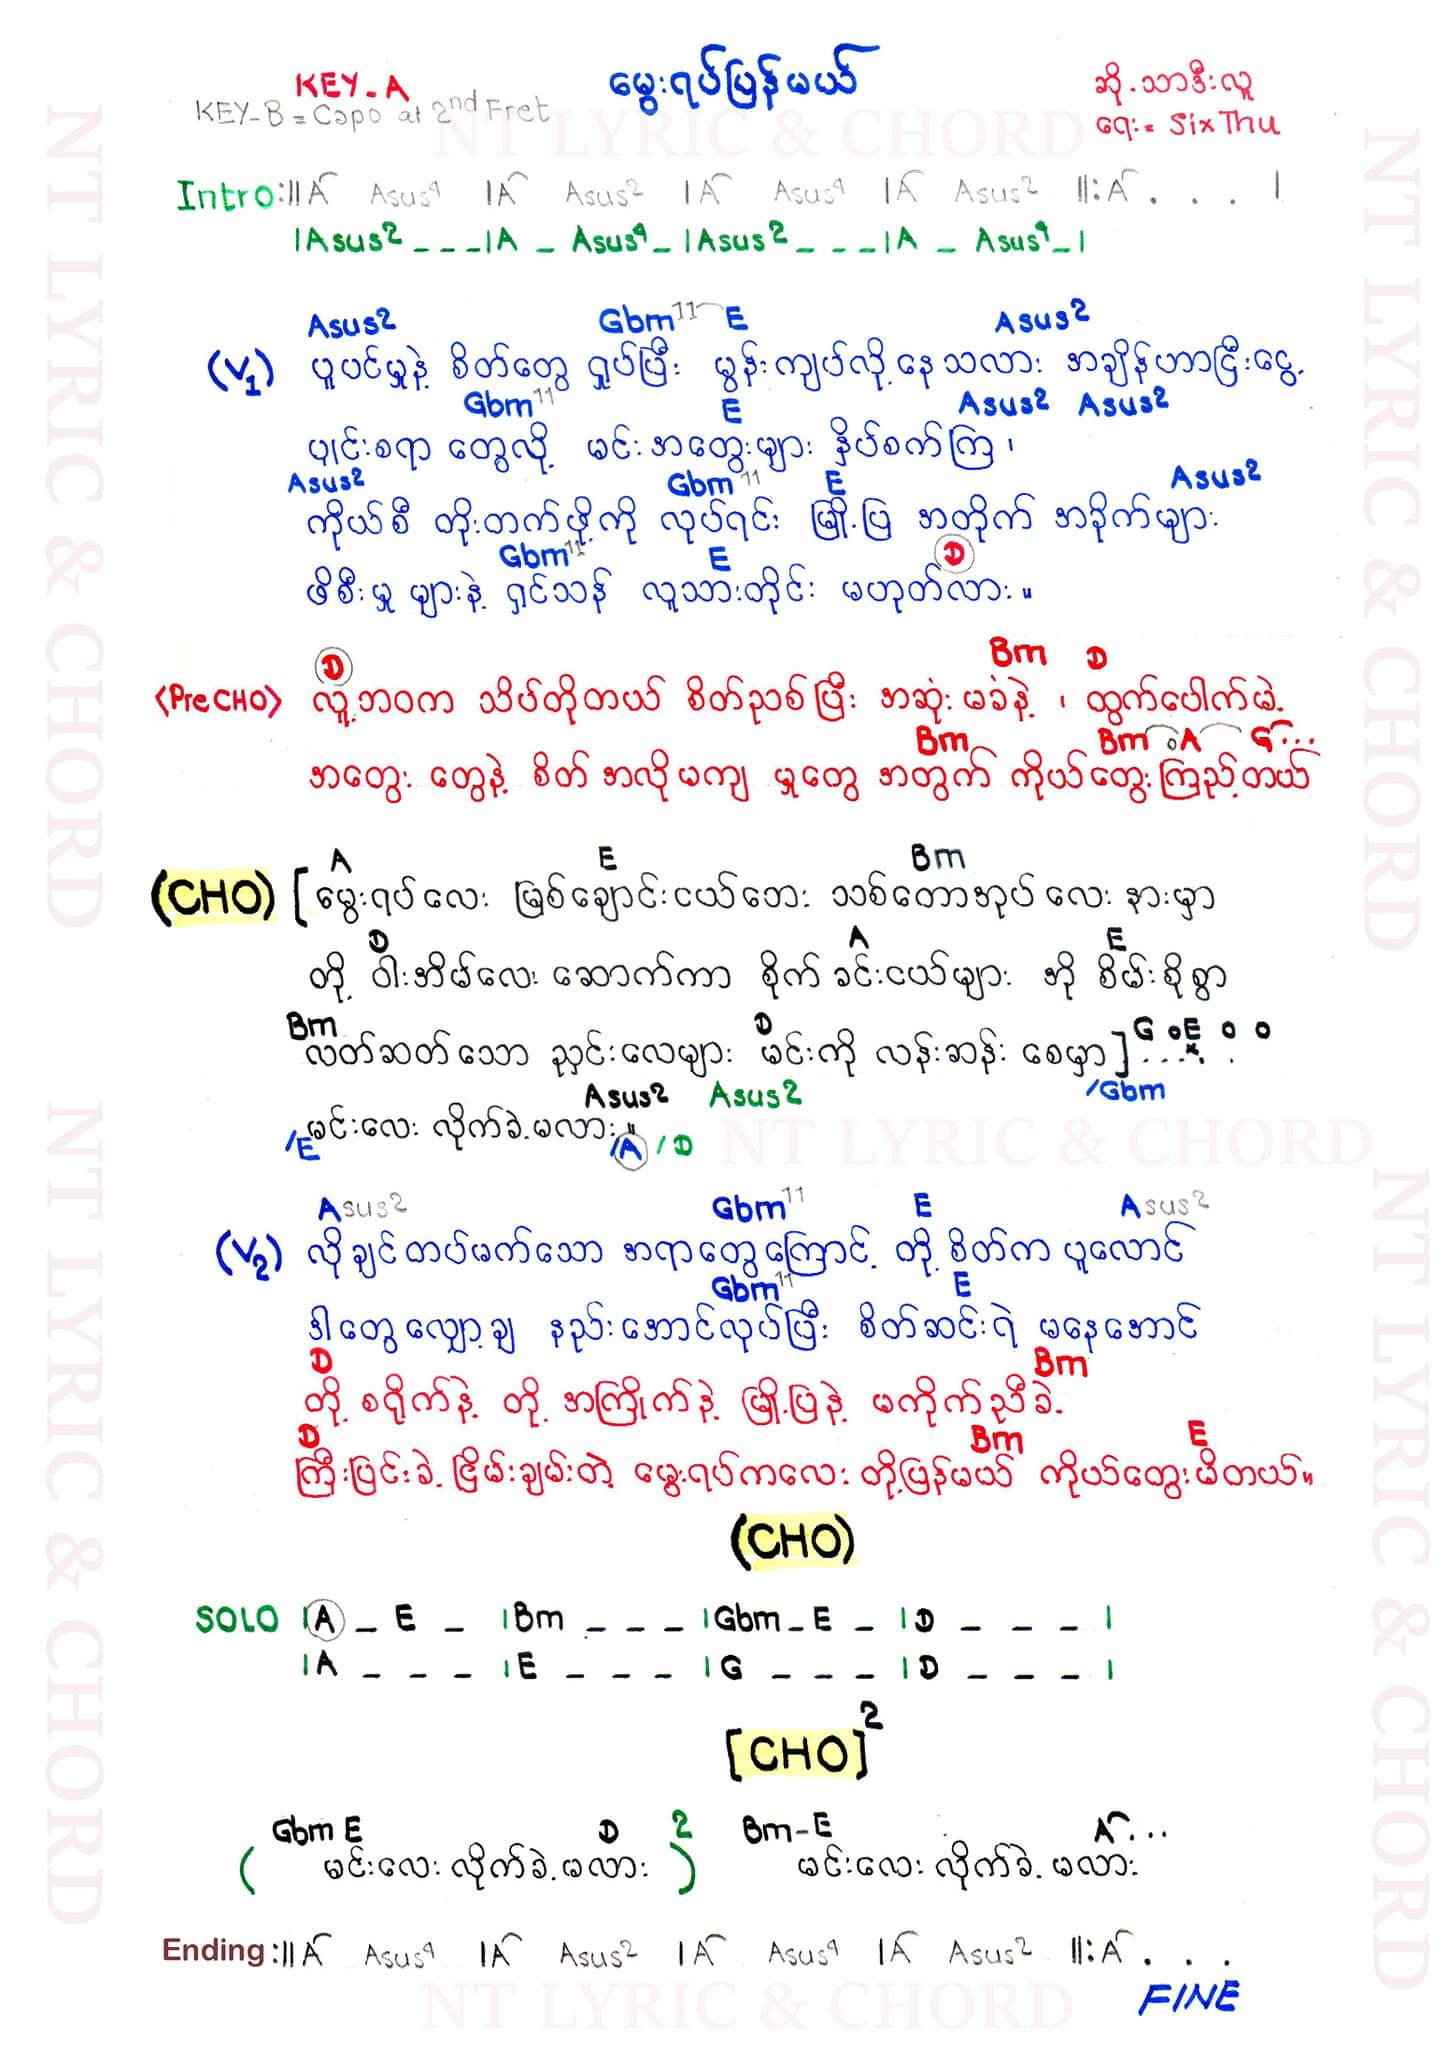 မွေးရပ်ပြန်မယ်
KEY-A
KEY-B = Capo at 2nd Fret
ဆို-သာဒီးလူ
ရေး = Six Thu
NT LYRIC & CHORD
Intro :|| A Asus4 | A Asus2 | A Asus4 | A Asus2 ||: A . . . |
| Asus2 _ _ _ | A _ Asus4 _ | Asus2 _ _ _ | A _ Asus4 _ |
Asus2 Gbm11 E Asus2
(V1) ပူပင်မှုနဲ့ စိတ်တွေ ရှုပ်ပြီး မွန်းကျပ်လို့နေသလား အချိန်ဟာငြီးငွေ့
Gbm11 E Asus2 Asus2
ပျင်းစရာ တွေလို့ မင်းအတွေးများ နှိပ်စက်ကြ၊
Asus2 Gbm11 E Asus2
ကိုယ်စီ တိုးတက်ဖို့ကို လုပ်ရင်း မြို့ပြ အတိုက် အခိုက်များ
Gbm11 E D
ဖိစီးမှု များနဲ့ ရှင်သန် လူသားတိုင်း မဟုတ်လား။
D Bm D
<Pre CHO> လူ့ဘဝက သိပ်တိုတယ် စိတ်ညစ်ပြီး အဆုံးမခံနဲ့ ၊ ထွက်ပေါက်မဲ့
Bm Bm A G...
အတွေး တွေနဲ့ စိတ်အလိုမကျ မှုတွေ အတွက် ကိုယ်တွေးကြည့်တယ်
A E Bm
(CHO) [ မွေးရပ်လေး မြစ်ချောင်းငယ်ဘေး သစ်တောအုပ်လေး နားမှာ
D A E
တို့ ဝါးအိမ်လေး ဆောက်ကာ စိုက်ခင်းငယ်များ အို စိမ်းစိုစွာ
Bm D G E
လတ်ဆတ်သော ညှင်းလေများ မင်းကို လန်းဆန်း စေမှာ ]
Asus2 Asus2 /Gbm
မင်းလေး လိုက်ခဲ့မလား။
/E /A /D
NT LYRIC & CHORD
Asus2 Gbm11 E Asus2
(V2) လိုချင်တပ်မက်သော အရာတွေကြောင့် တို့ စိတ်က ပူလောင်
Gbm11 E
ဒါတွေလျှော့ချ နည်းအောင်လုပ်ပြီး စိတ်ဆင်းရဲ မနေအောင်
D Bm
တို့ စရိုက်နဲ့ တို့ အကြိုက်နဲ့ မြို့ပြနဲ့ မကိုက်ညီခဲ့
D Bm E
ကြီးပြင်းခဲ့ ငြိမ်းချမ်းတဲ့ မွေးရပ်ကလေး တို့ပြန်မယ် ကိုယ်တွေးမိတယ်။
(CHO)
SOLO | A _ E _ | Bm _ _ _ | Gbm _ E _ | D _ _ _ |
| A _ _ _ | E _ _ _ | G _ _ _ | D _ _ _ |
[CHO]2
Gbm E D 2 Bm-E A...
( မင်းလေး လိုက်ခဲ့မလား ) မင်းလေး လိုက်ခဲ့ မလား
Ending :|| A Asus4 | A Asus2 | A Asus4 | A Asus2 ||: A . . .
FINE
NT LYRIC & CHORD
NT LYRIC & CHORD
NT LYRIC & CHORD
NT LYRIC & CHORD
NT LYRIC & CHORD